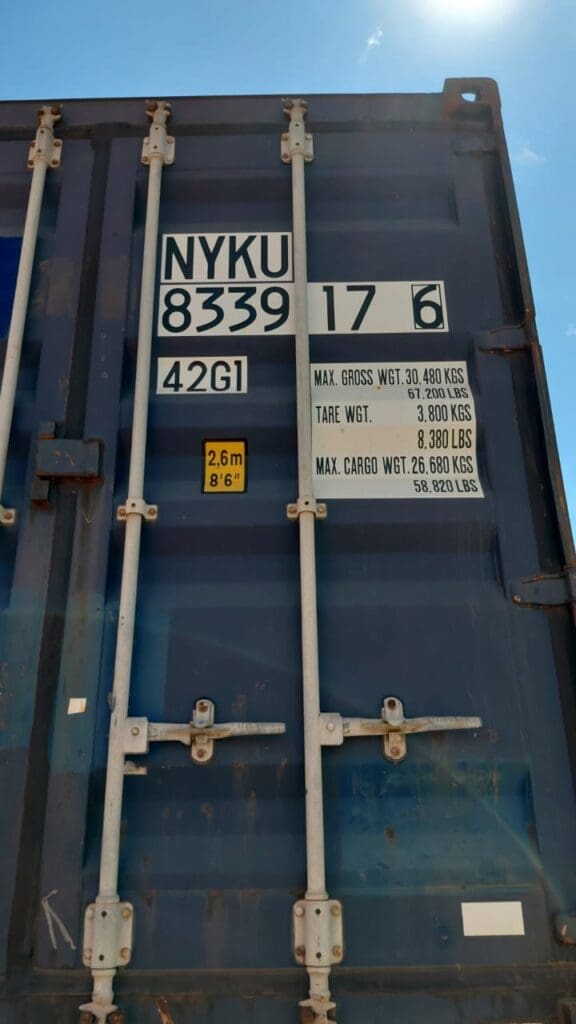 NYKU
8339 17 6
42G1
MAX. GROSS WGT. 30,480 KGS
67,200 LBS
TARE WGT. 3,800 KGS
8,380 LBS
MAX. CARGO WGT. 26,680 KGS
58,820 LBS
2,6m
8'6"